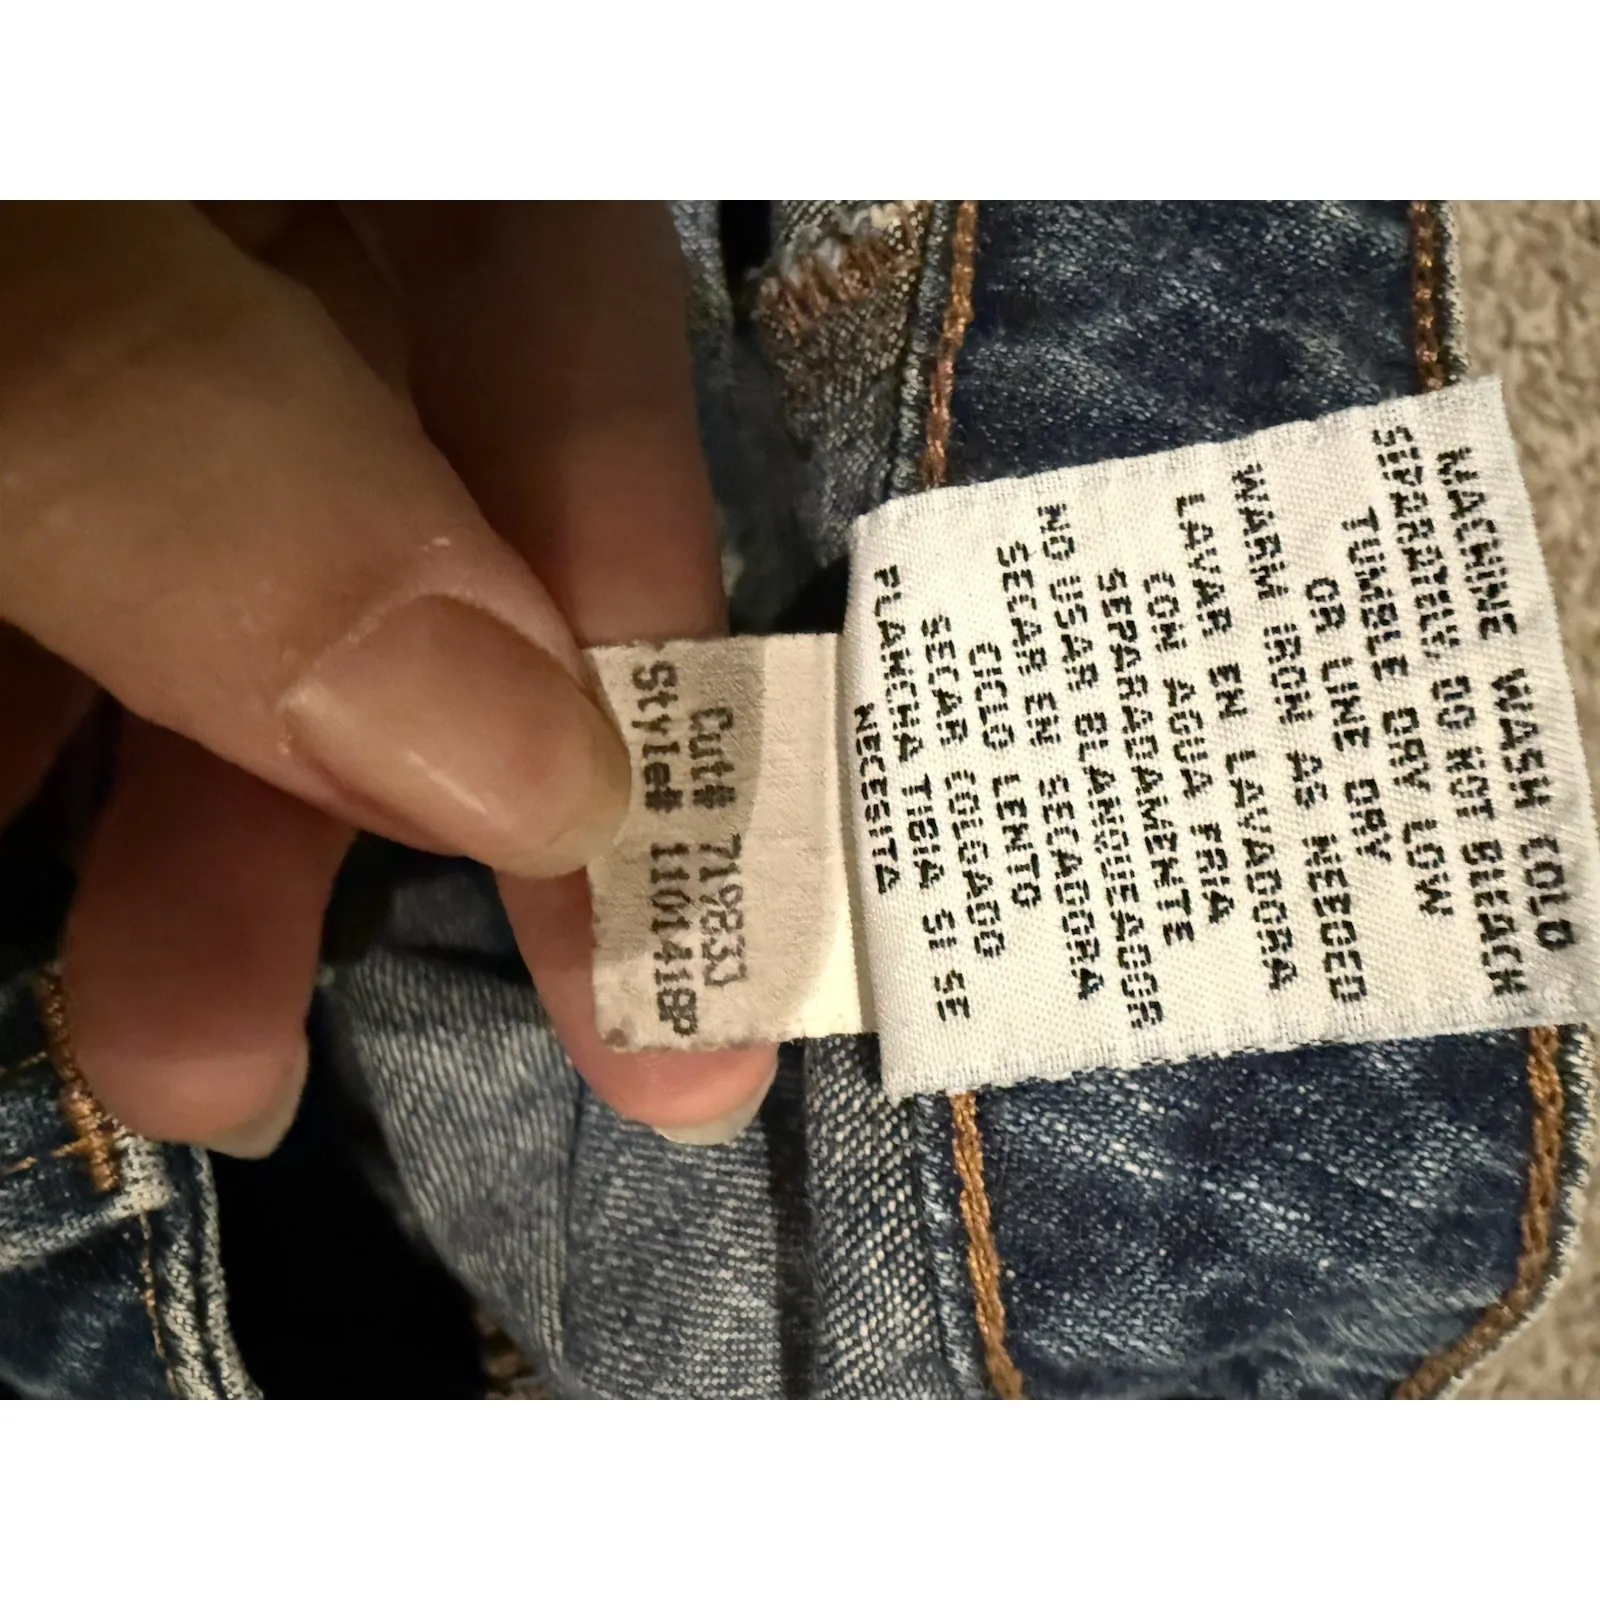 MACHINE WASH COLD
SEPARATELY, DO NOT BLEACH
TUMBLE DRY LOW
OR LINE DRY
WARM IRON AS NEEDED
LAVAR EN LAVADORA
CON AGUA FRIA
SEPARADAMENTE
NO USAR BLANQUEADOR
SECAR EN SECADORA
CICLO LENTO
SECAR COLGADO
PLANCHA TIBIA SI SE
NECESITA
Cut# 719833
Style# 1101418P